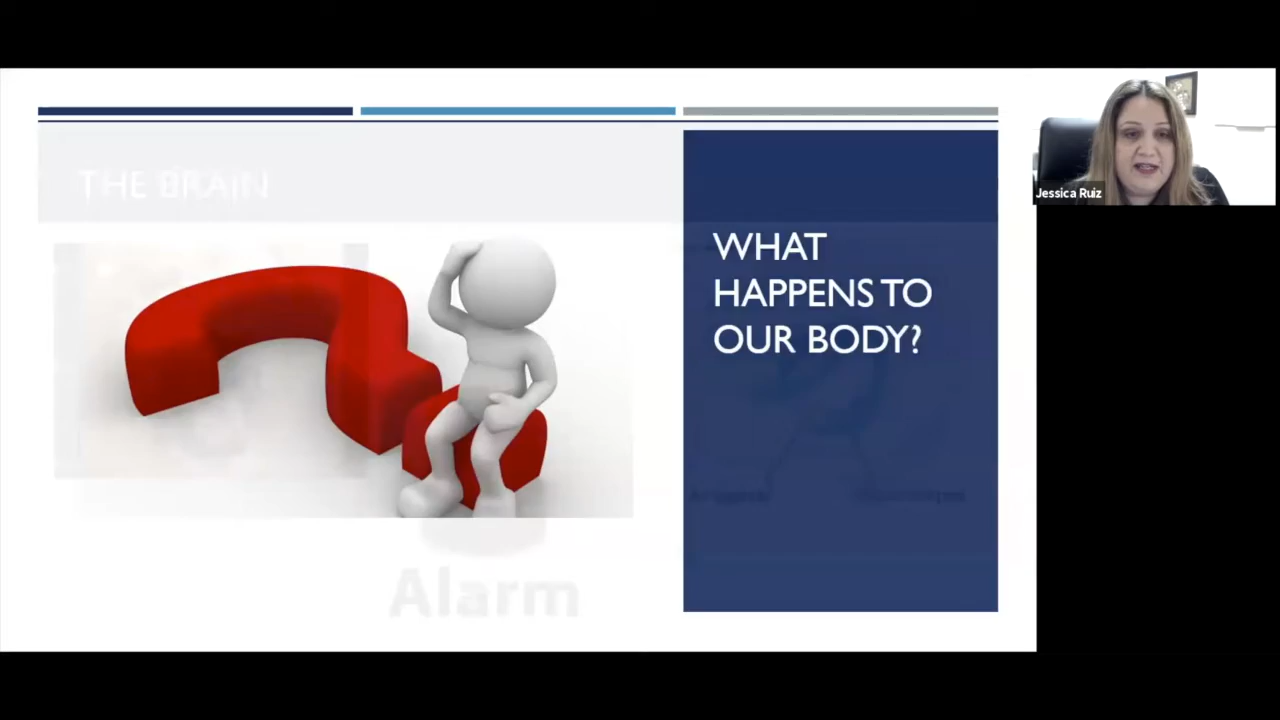 THE BRAIN
WHAT
HAPPENS TO
OUR BODY?
Jessica Ruiz
Alarm